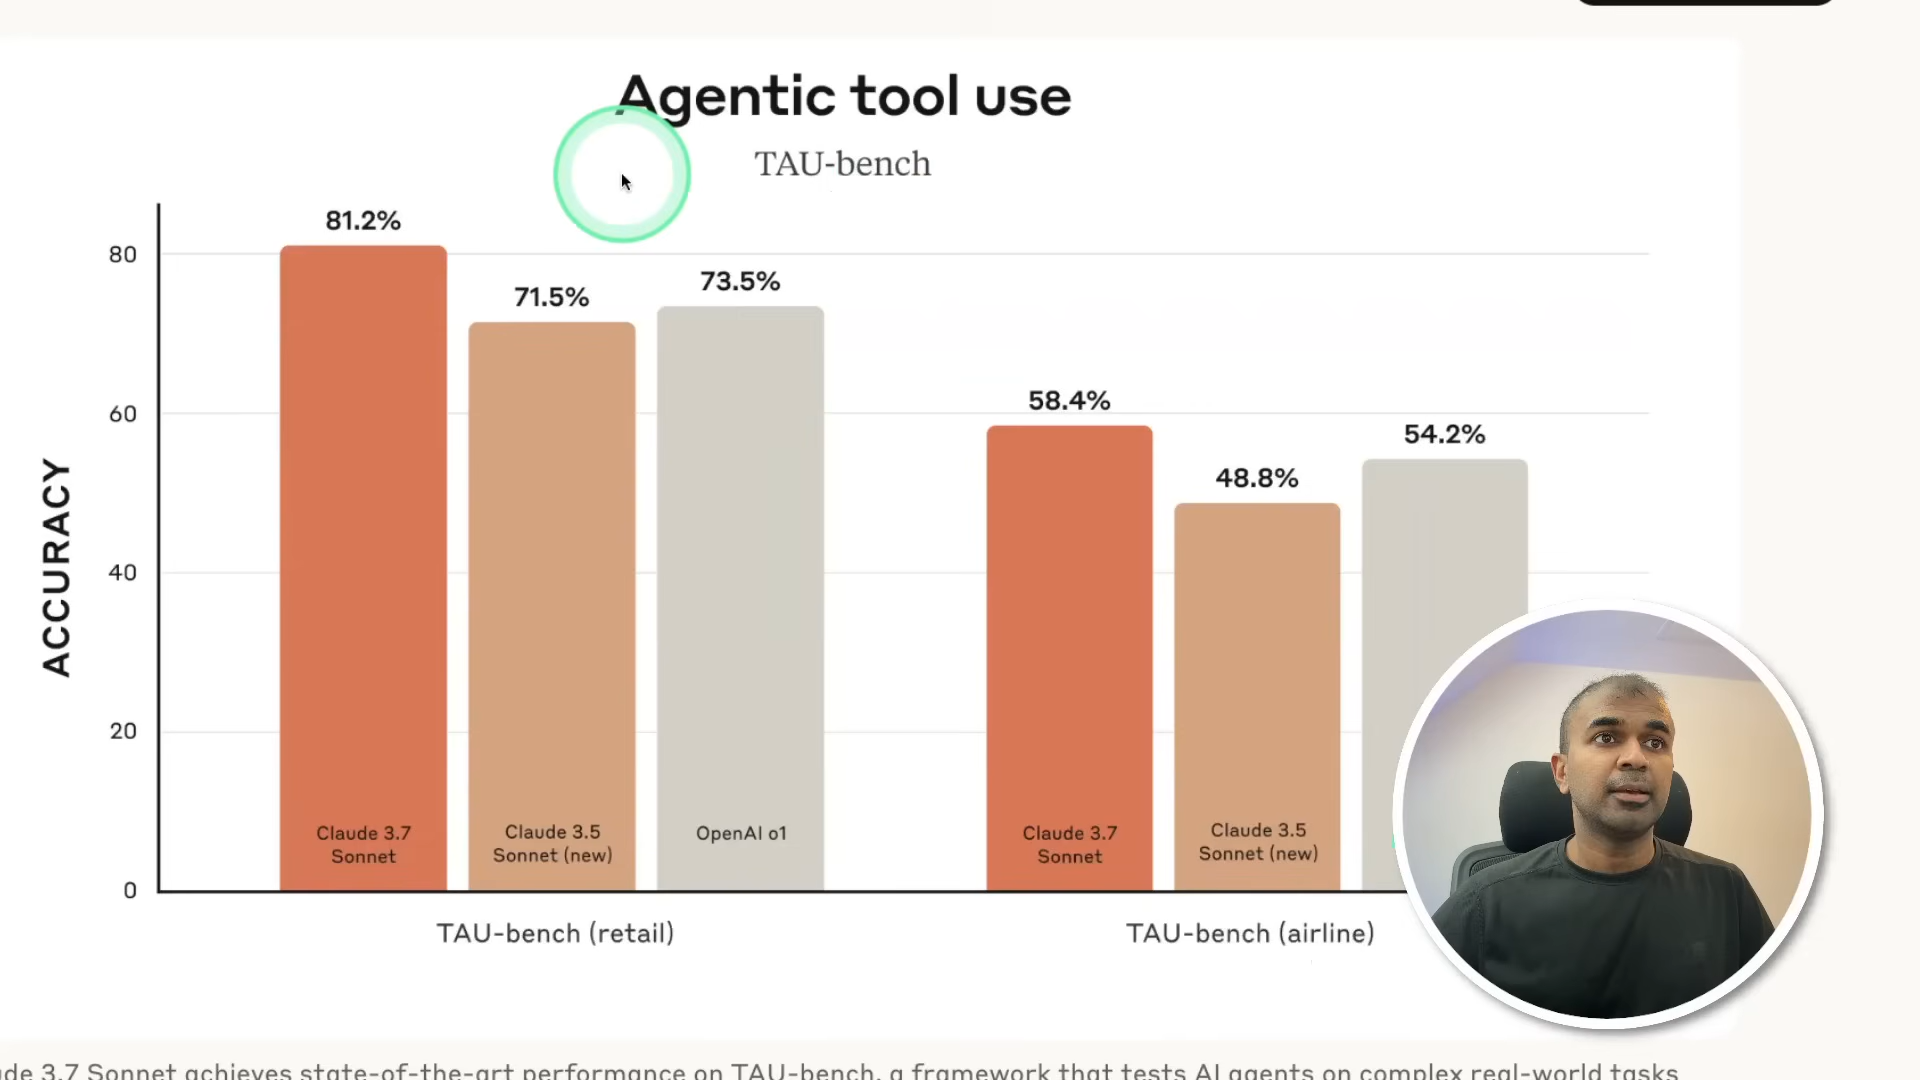 Agentic tool use
TAU-bench
ACCURACY
80
60
40
20
0
81.2%
71.5%
73.5%
58.4%
48.8%
54.2%
Claude 3.7
Sonnet
Claude 3.5
Sonnet (new)
OpenAI o1
Claude 3.7
Sonnet
Claude 3.5
Sonnet (new)
TAU-bench (retail)
TAU-bench (airline)
3.7 Sonnet achieves state-of-the-art performance on TAU-bench, a framework that tests AI agents on complex real-world tasks